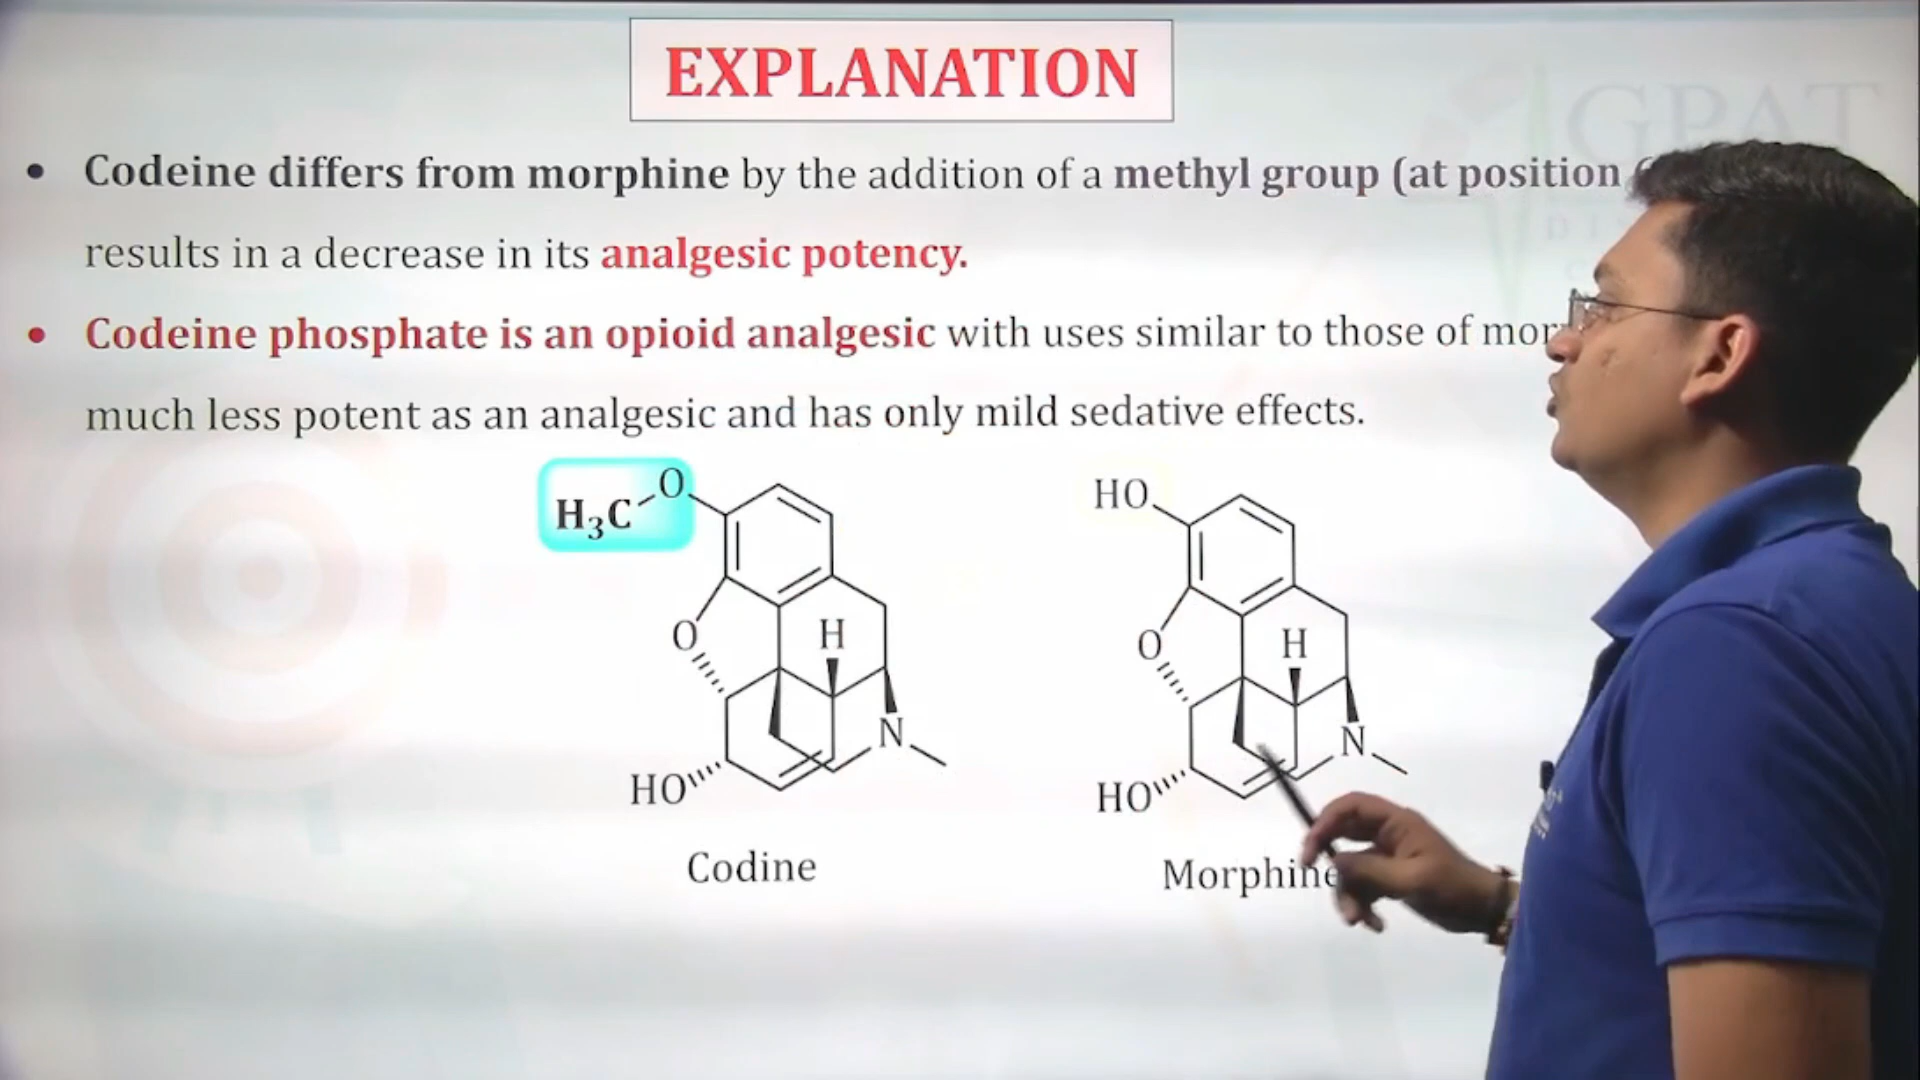 EXPLANATION
GPAT
• Codeine differs from morphine by the addition of a methyl group (at position
results in a decrease in its analgesic potency.
• Codeine phosphate is an opioid analgesic with uses similar to those of
much less potent as an analgesic and has only mild sedative effects.
H₃C O
HO
O H
O H
N
N
HO
HO
Codine
Morphine